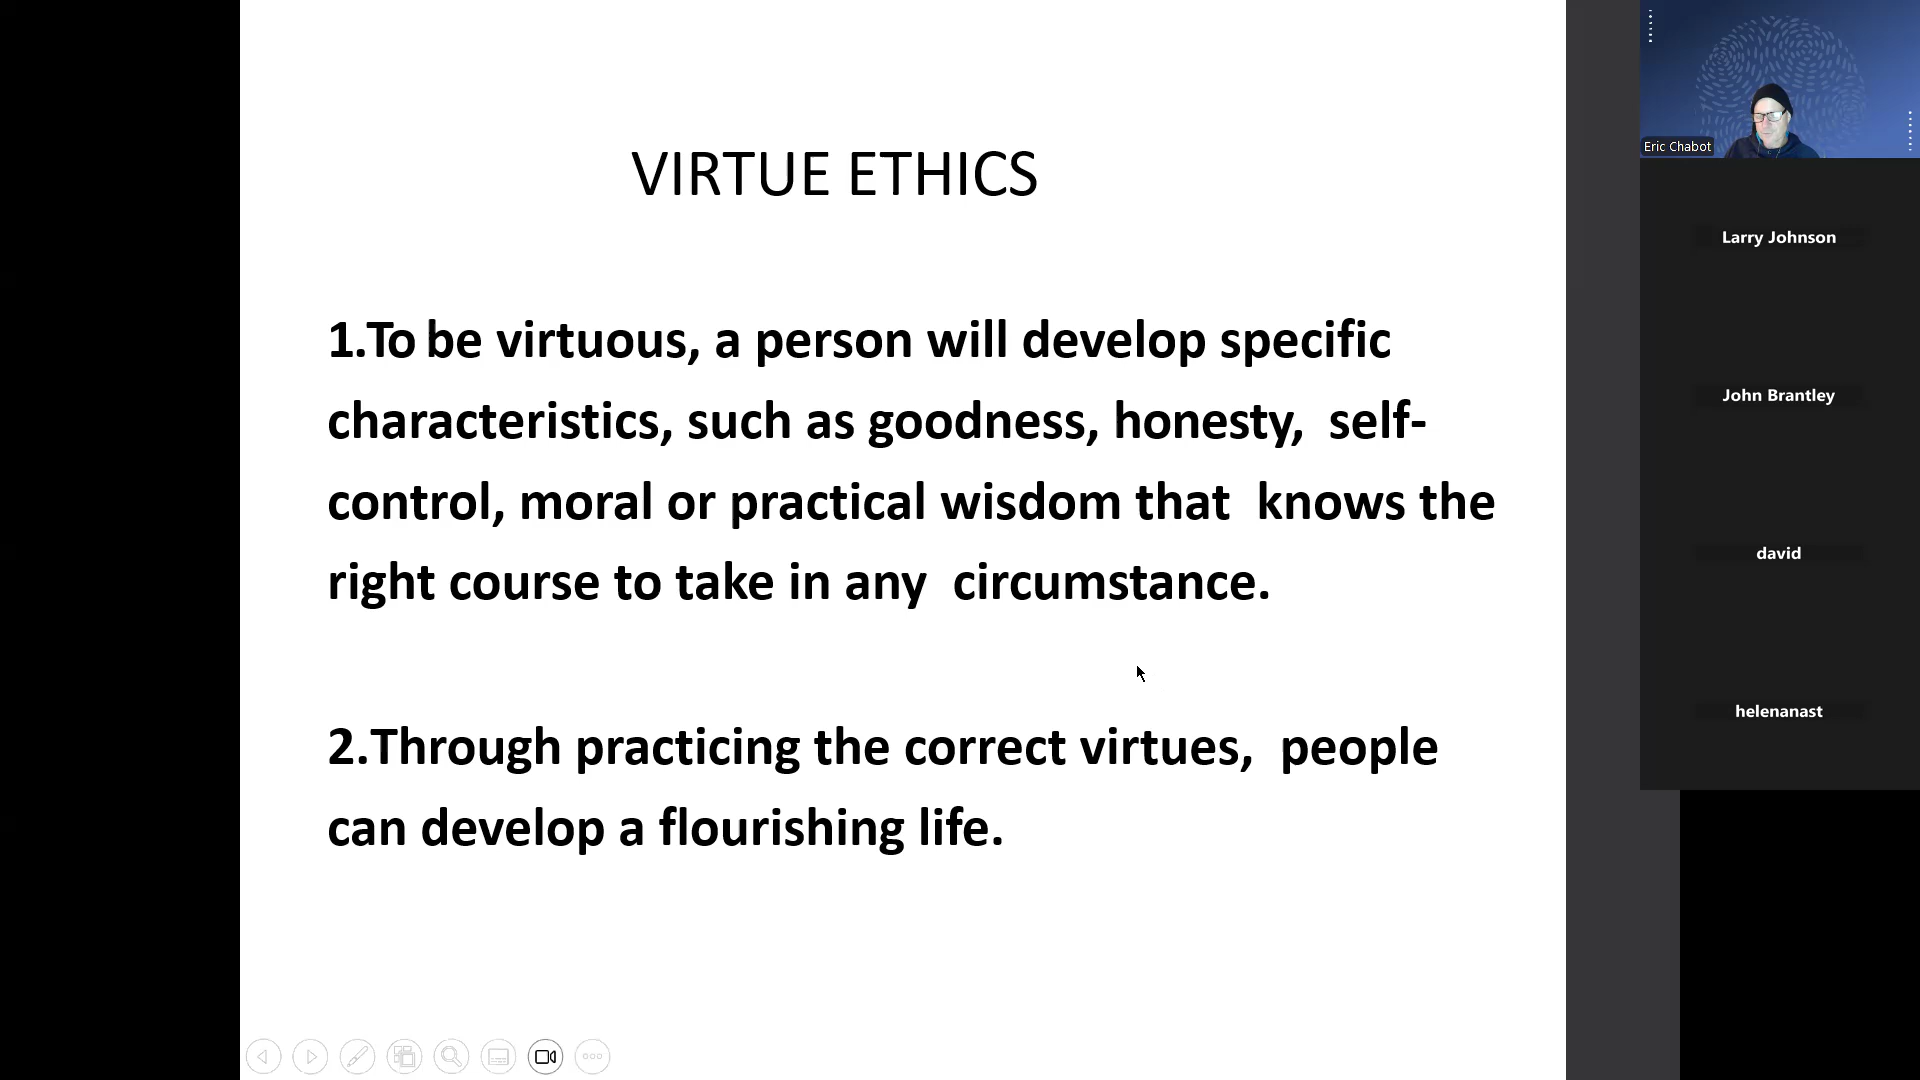 VIRTUE ETHICS
1.To be virtuous, a person will develop specific
characteristics, such as goodness, honesty,  self-
control, moral or practical wisdom that  knows the
right course to take in any  circumstance.
2.Through practicing the correct virtues,  people
can develop a flourishing life.
Eric Chabot
Larry Johnson
John Brantley
david
helenanast